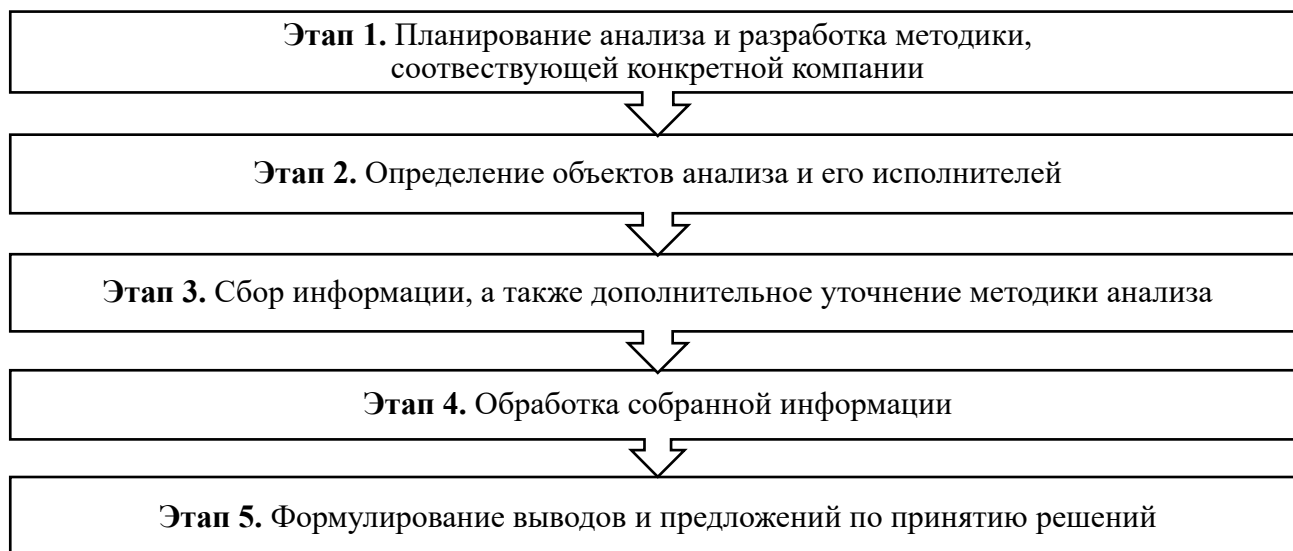 Этап 1. Планирование анализа и разработка методики,
соотвествующей конкретной компании
Этап 2. Определение объектов анализа и его исполнителей
Этап 3. Сбор информации, а также дополнительное уточнение методики анализа
Этап 4. Обработка собранной информации
Этап 5. Формулирование выводов и предложений по принятию решений